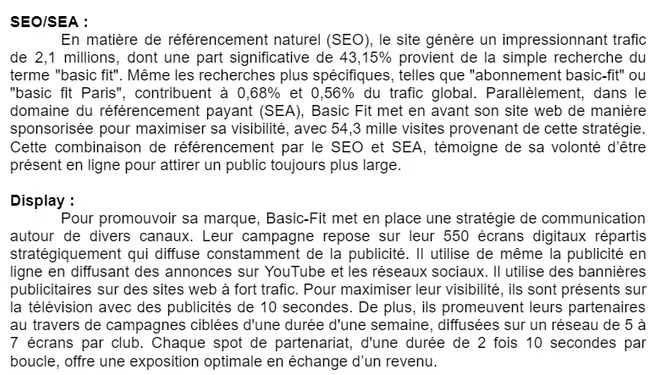 SEO/SEA :
En matière de référencement naturel (SEO), le site génère un impressionnant trafic
de 2,1 millions, dont une part significative de 43,15% provient de la simple recherche du
terme "basic fit". Même les recherches plus spécifiques, telles que "abonnement basic-fit" ou
"basic fit Paris", contribuent à 0,68% et 0,56% du trafic global. Parallèlement, dans le
domaine du référencement payant (SEA), Basic Fit met en avant son site web de manière
sponsorisée pour maximiser sa visibilité, avec 54,3 mille visites provenant de cette stratégie.
Cette combinaison de référencement par le SEO et SEA, témoigne de sa volonté d'être
présent en ligne pour attirer un public toujours plus large.
Display :
Pour promouvoir sa marque, Basic-Fit met en place une stratégie de communication
autour de divers canaux. Leur campagne repose sur leur 550 écrans digitaux répartis
stratégiquement qui diffuse constamment de la publicité. Il utilise de même la publicité en
ligne en diffusant des annonces sur YouTube et les réseaux sociaux. Il utilise des bannières
publicitaires sur des sites web à fort trafic. Pour maximiser leur visibilité, ils sont présents sur
la télévision avec des publicités de 10 secondes. De plus, ils promeuvent leurs partenaires
au travers de campagnes ciblées d'une durée d'une semaine, diffusées sur un réseau de 5 à
7 écrans par club. Chaque spot de partenariat, d'une durée de 2 fois 10 secondes par
boucle, offre une exposition optimale en échange d'un revenu.